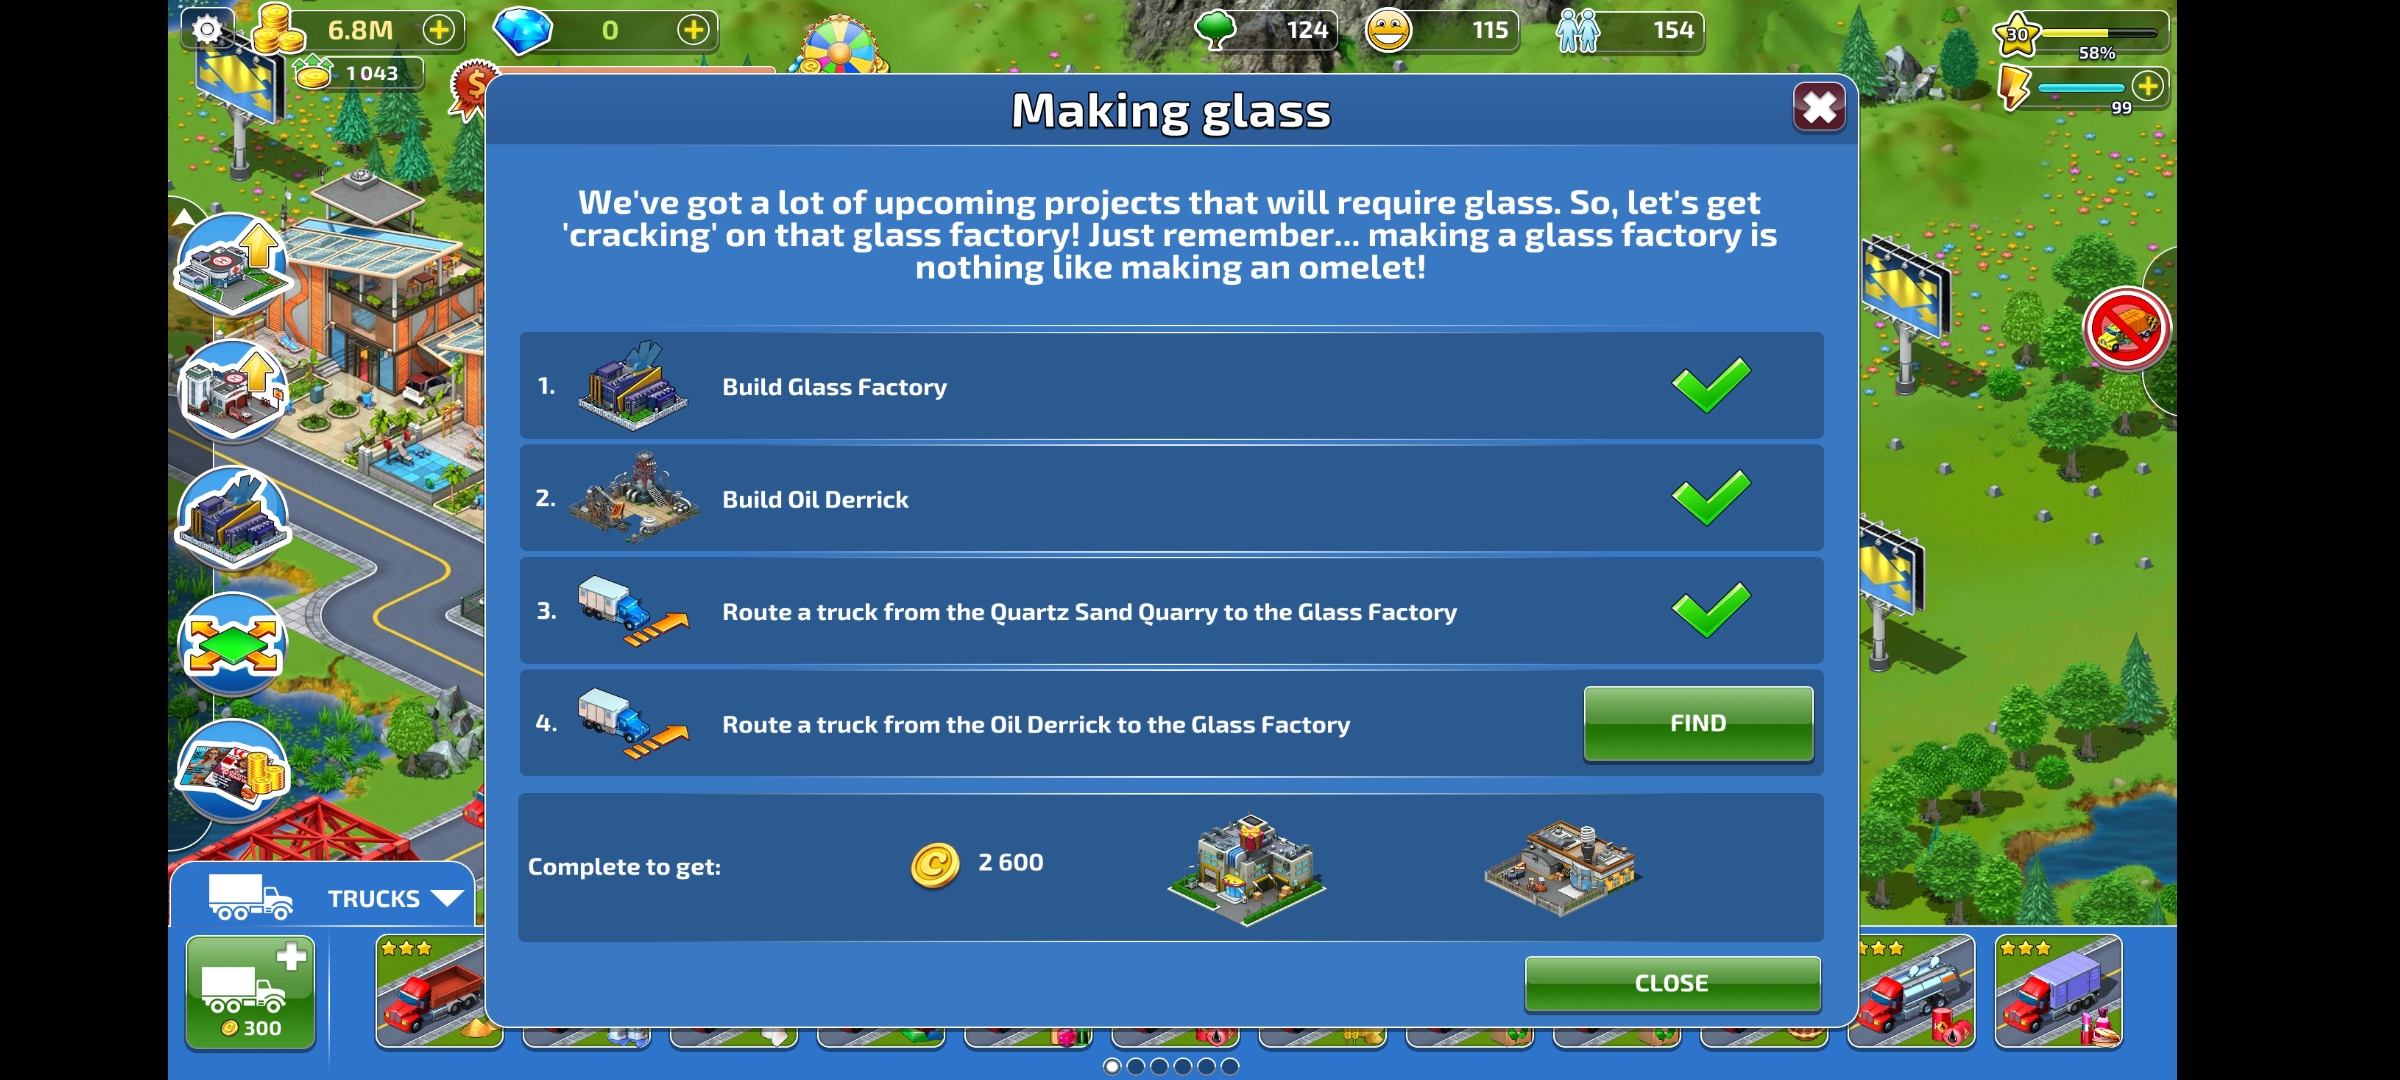 6.8M
0
124
115
154
30
58%
1 043
99
Making glass
We've got a lot of upcoming projects that will require glass. So, let's get
'cracking' on that glass factory! Just remember... making a glass factory is
nothing like making an omelet!
1.
Build Glass Factory
2.
Build Oil Derrick
3.
Route a truck from the Quartz Sand Quarry to the Glass Factory
4.
Route a truck from the Oil Derrick to the Glass Factory
FIND
Complete to get:
2 600
TRUCKS
300
CLOSE